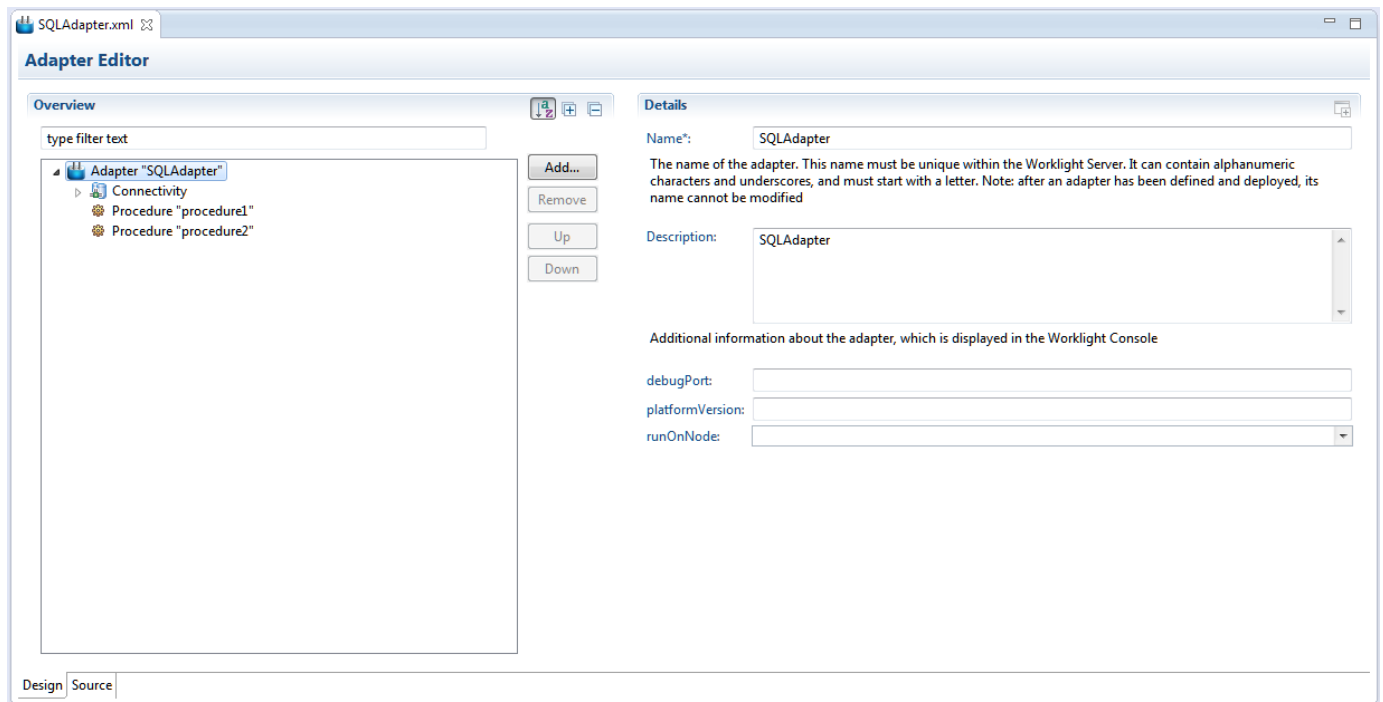 SQLAdapter.xml
Adapter Editor
Overview
type filter text
Adapter "SQLAdapter"
Connectivity
Procedure "procedure1"
Procedure "procedure2"
Add...
Remove
Up
Down
Details
Name*: SQLAdapter
The name of the adapter. This name must be unique within the Worklight Server. It can contain alphanumeric
characters and underscores, and must start with a letter. Note: after an adapter has been defined and deployed, its
name cannot be modified
Description: SQLAdapter
Additional information about the adapter, which is displayed in the Worklight Console
debugPort:
platformVersion:
runOnNode:
Design Source